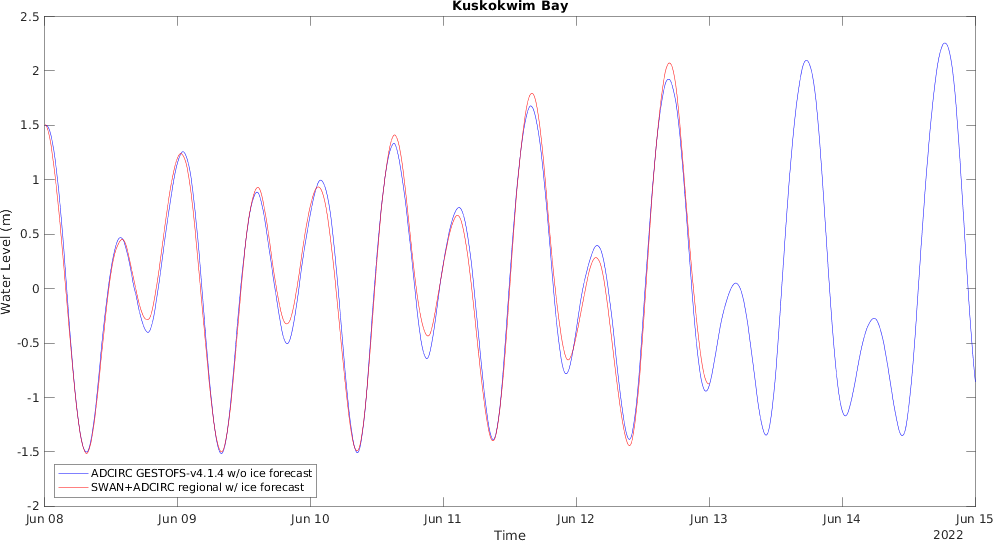 Kuskokwim Bay
2.5
2
1.5
1
0.5
0
-0.5
-1
-1.5
-2
Water Level (m)
ADCIRC GESTOFS-v4.1.4 w/o ice forecast
SWAN+ADCIRC regional w/ ice forecast
Jun 08 Jun 09 Jun 10 Jun 11 Jun 12 Jun 13 Jun 14 Jun 15
Time
2022